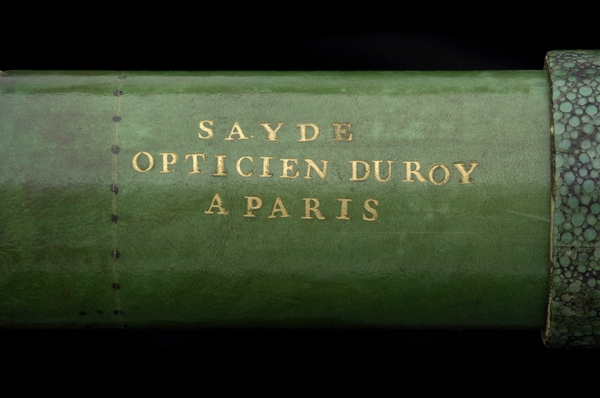 SAYDE
OPTICIEN DU ROY
A PARIS